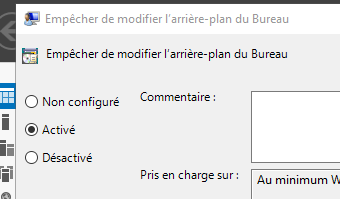 Empêcher de modifier l'arrière-plan du Bureau
Empêcher de modifier l'arrière-plan du Bureau
Non configuré
Commentaire :
Activé
Désactivé
Pris en charge sur :
Au minimum W